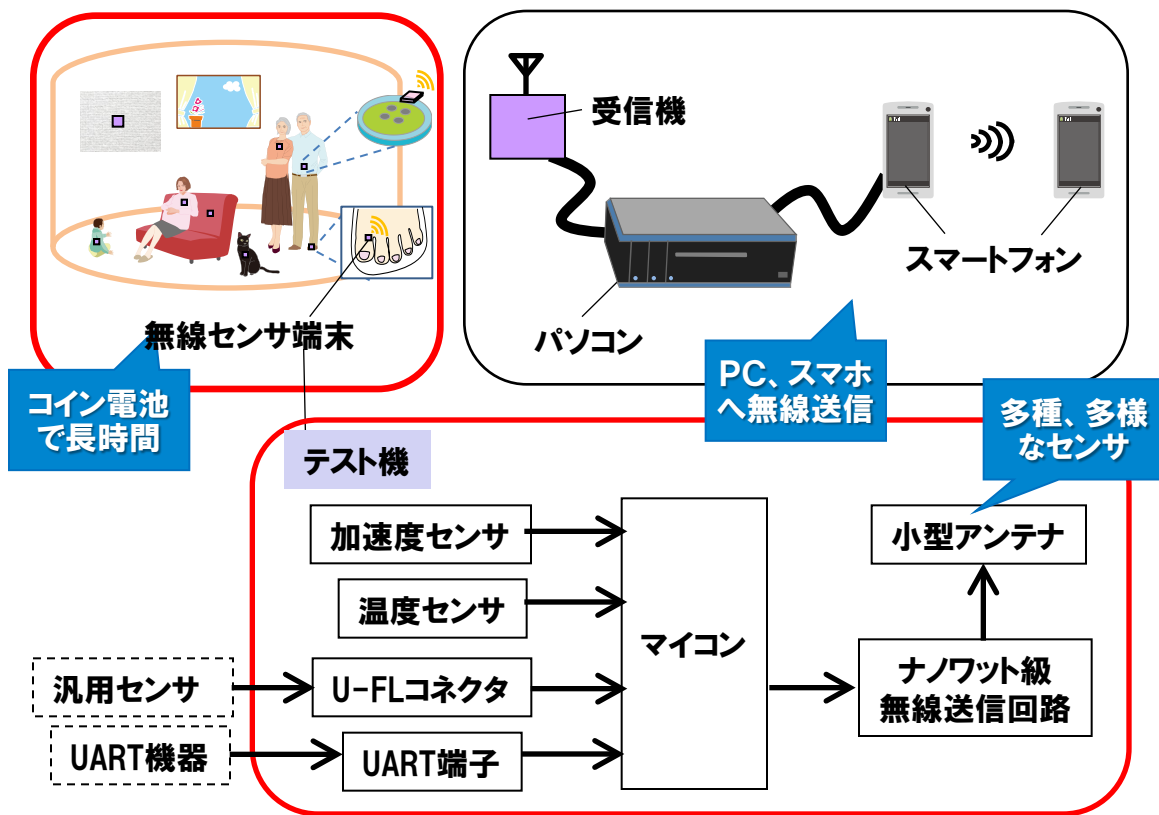 受信機
スマートフォン
パソコン
無線センサ端末
コイン電池
で長時間
PC、スマホ
へ無線送信
多種、多様
なセンサ
テスト機
加速度センサ
小型アンテナ
温度センサ
マイコン
汎用センサ
U-FLコネクタ
ナノワット級
無線送信回路
UART機器
UART端子